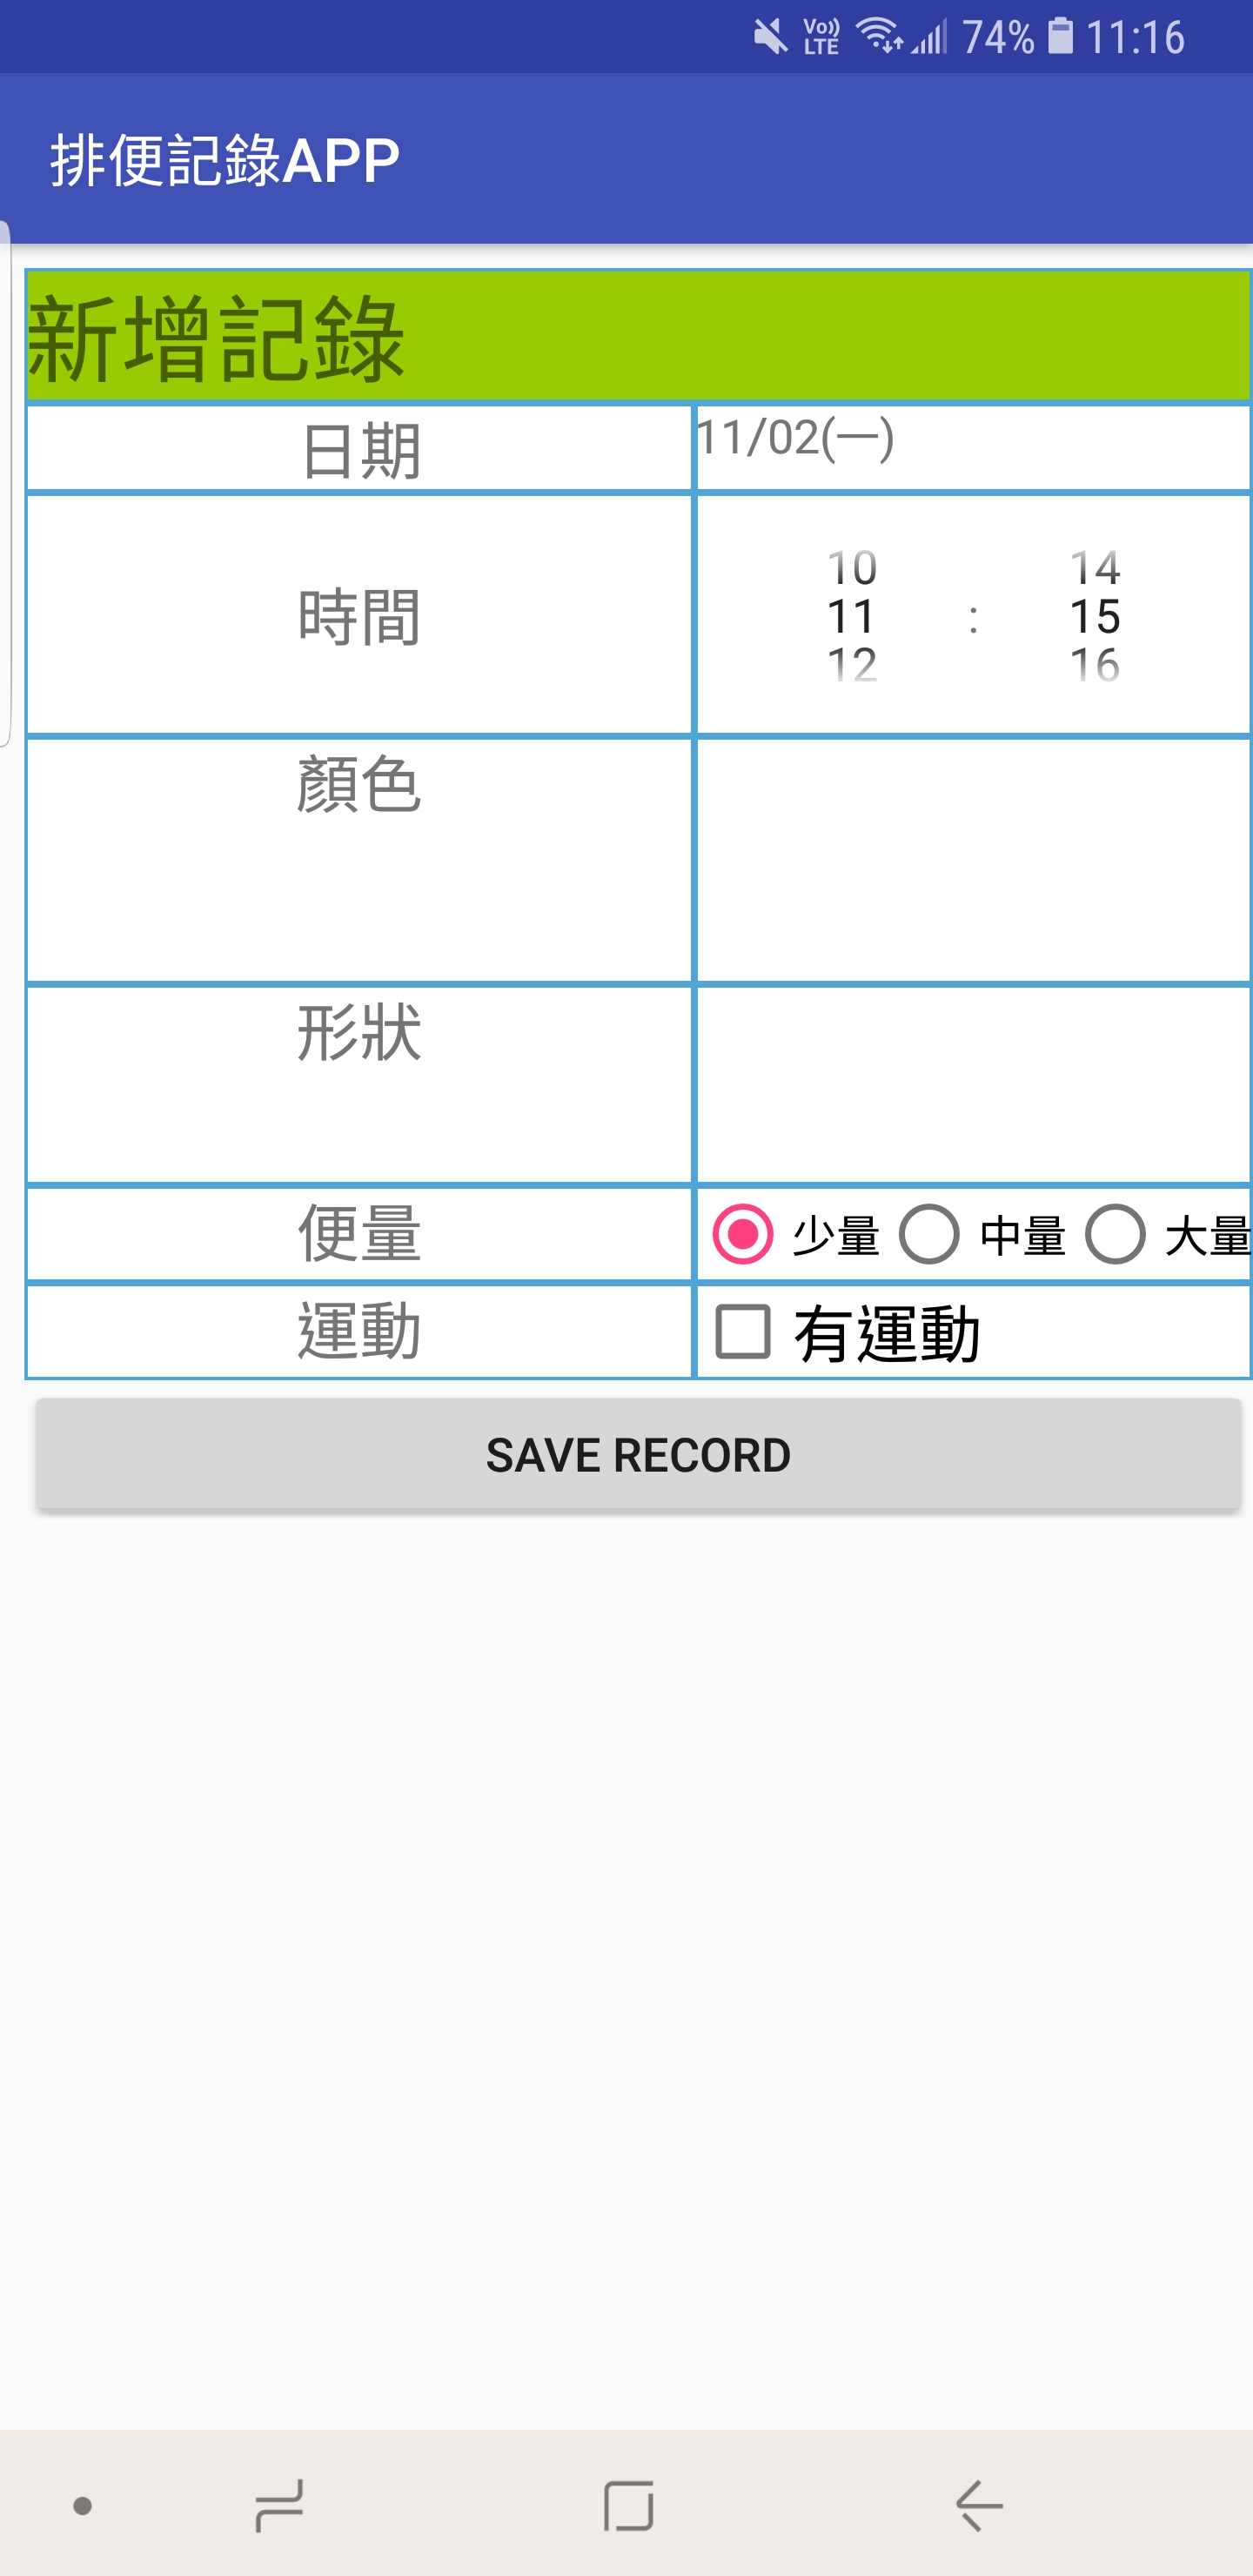 Vo)) LTE 74% 11:16
排便記錄APP
新增記錄
日期 11/02(一)
10 14
時間 11 : 15
12 16
顏色
形狀
便量 少量 中量 大量
運動 有運動
SAVE RECORD